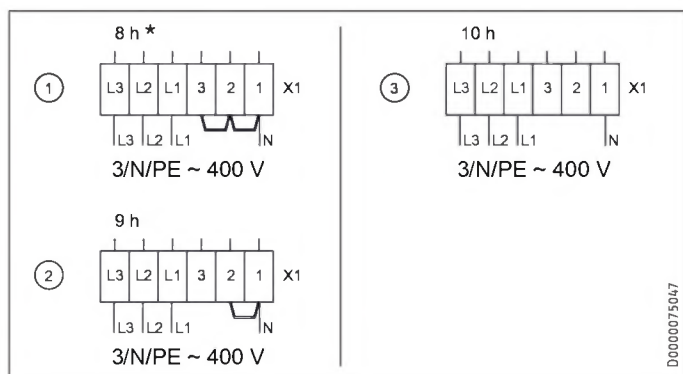 8 h *
1
L3 L2 L1 3 2 1 X1
L3 L2 L1 N
3/N/PE ~ 400 V
9 h
2
L3 L2 L1 3 2 1 X1
L3 L2 L1 N
3/N/PE ~ 400 V
10 h
3
L3 L2 L1 3 2 1 X1
L3 L2 L1 N
3/N/PE ~ 400 V
D0000075047